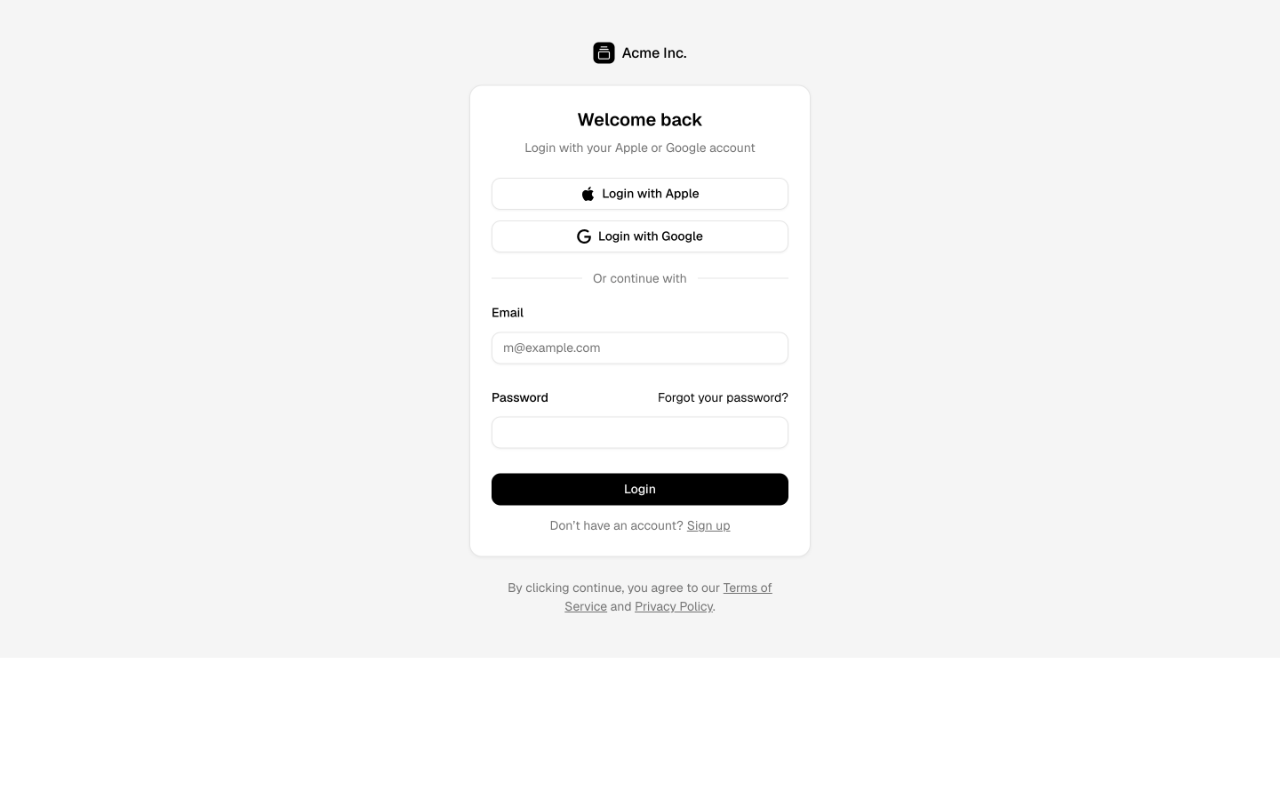 Acme Inc.
Welcome back
Login with your Apple or Google account
Login with Apple
Login with Google
Or continue with
Email
m@example.com
Password
Forgot your password?
Login
Don't have an account? Sign up
By clicking continue, you agree to our Terms of
Service and Privacy Policy.